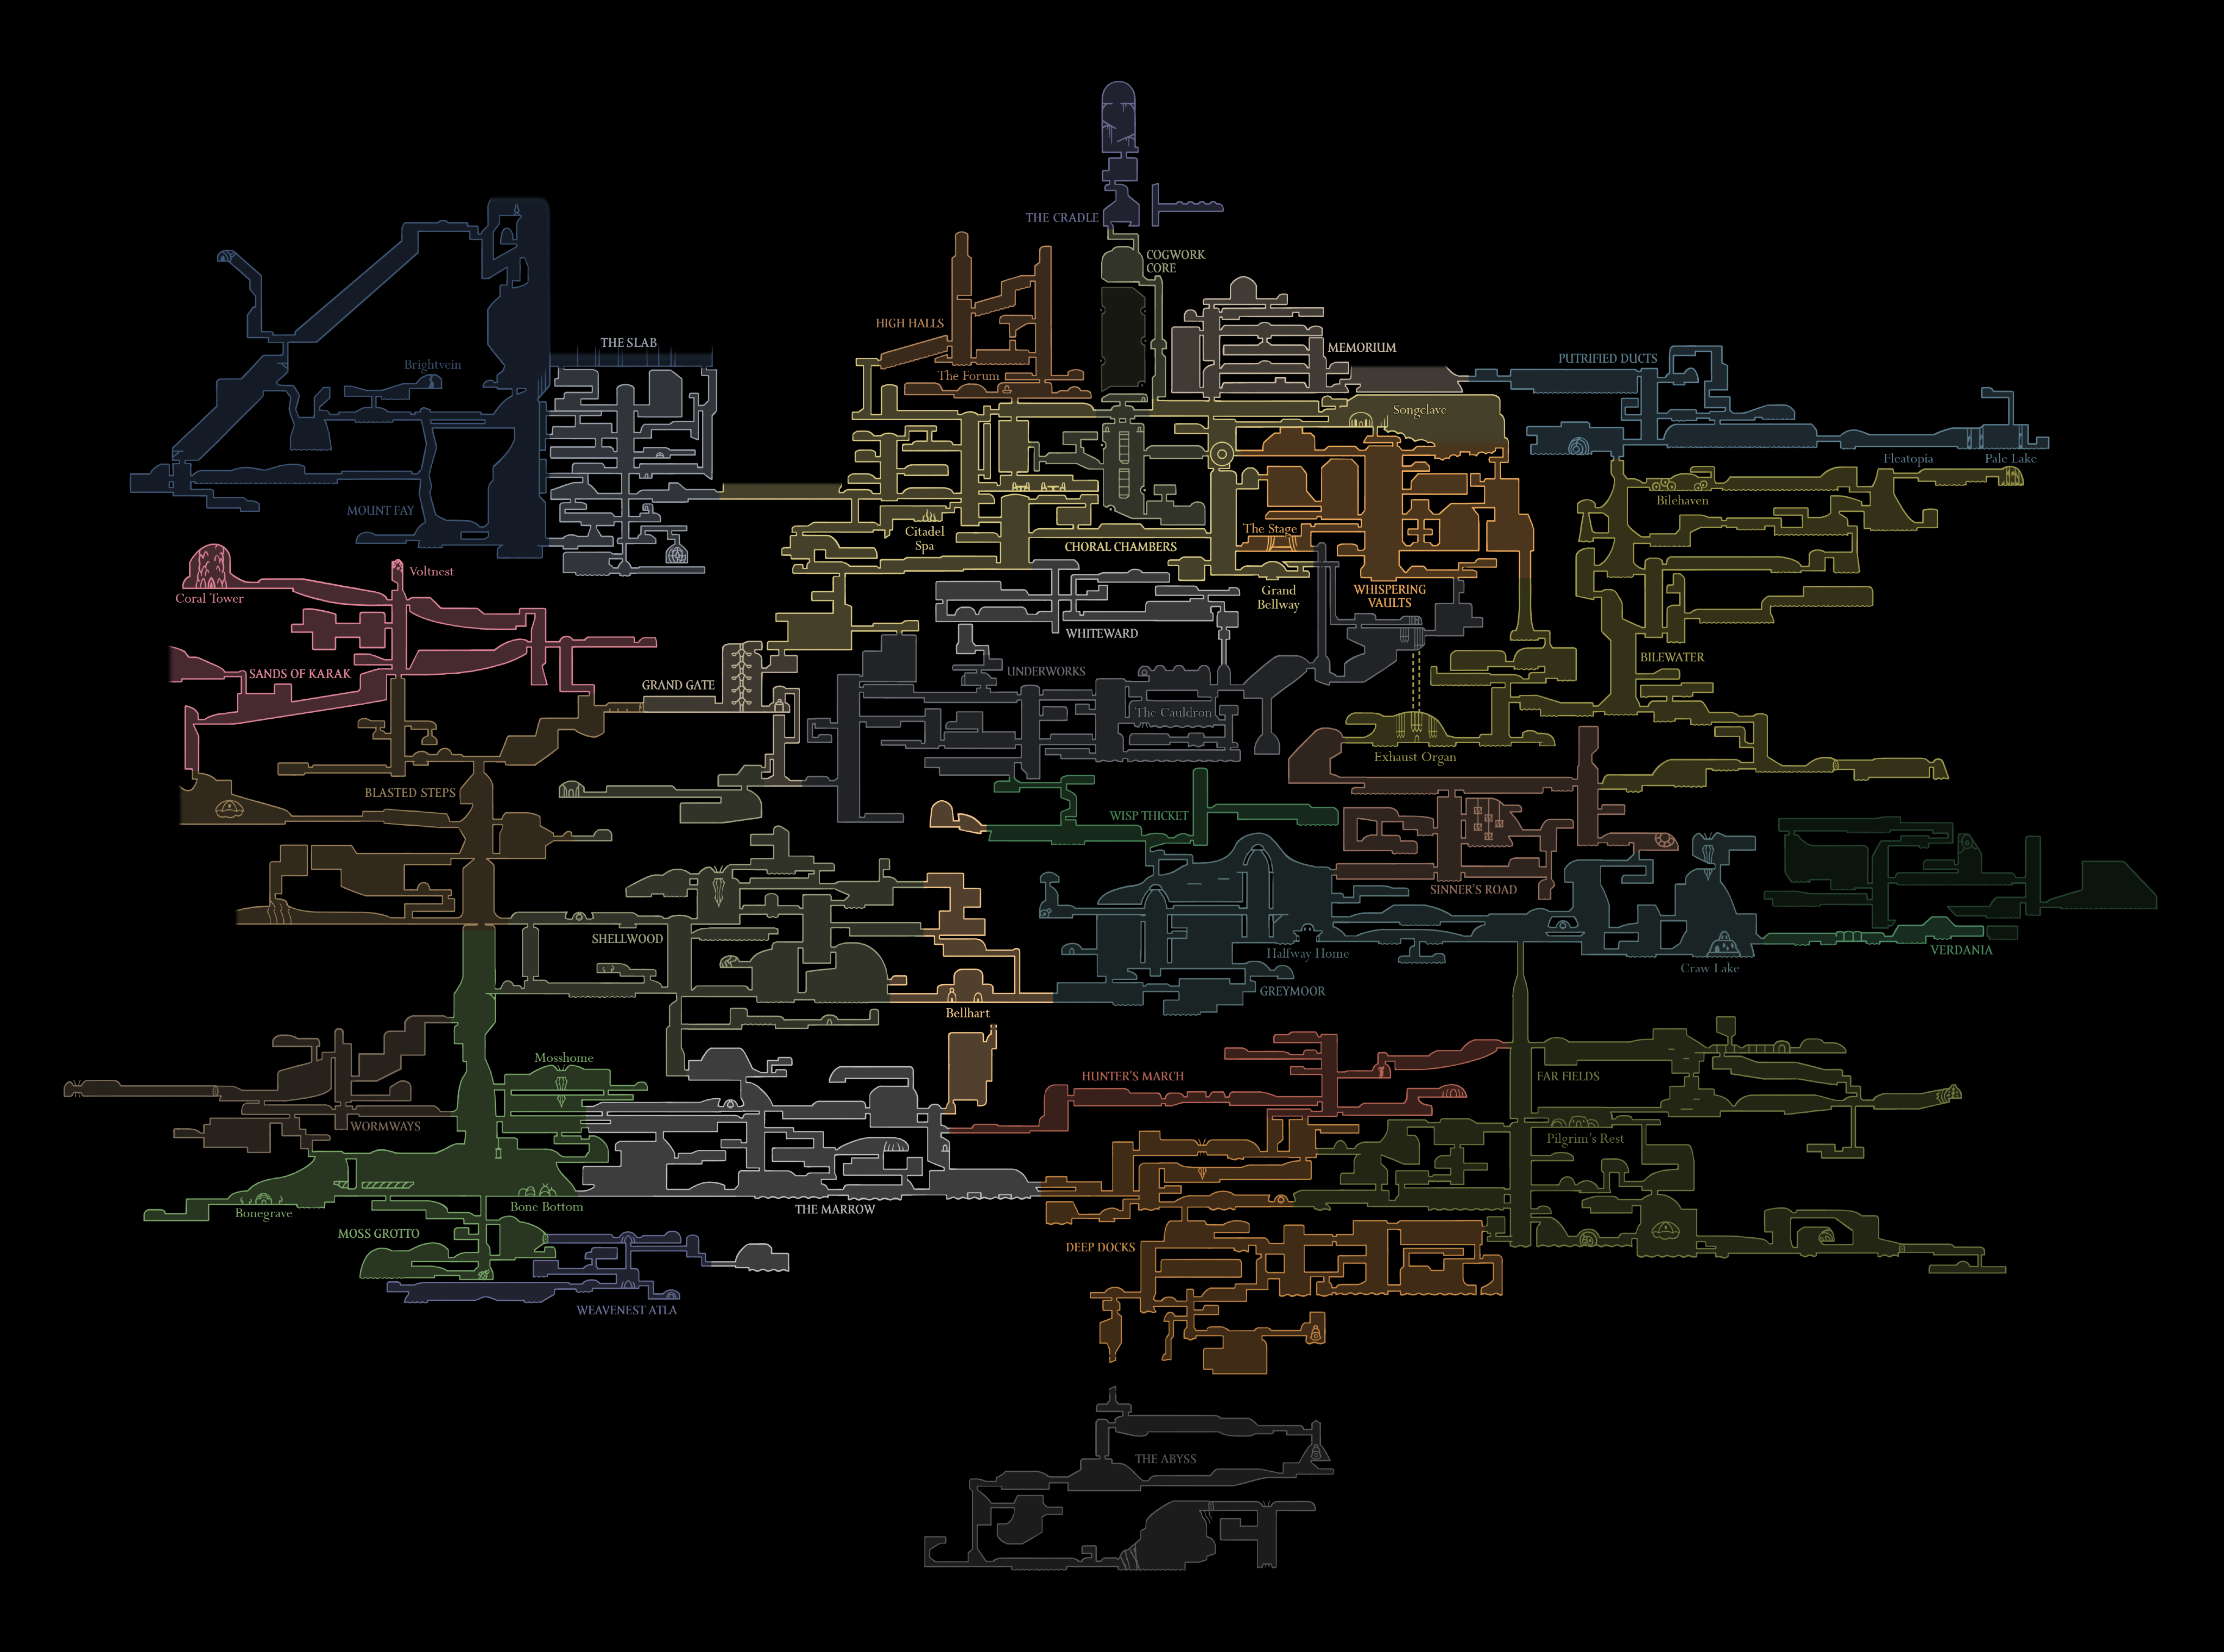 THE CRADLE
COGWORK
CORE
HIGH HALLS
THE SLAB
MEMORIUM
PUTRIFIED DUCTS
Brightvein
The Forum
Songclave
Fleatopia
Pale Lake
Bilehaven
MOUNT FAY
Citadel
Spa
The Stage
CHORAL CHAMBERS
Voltnest
Coral Tower
Grand
Bellway
WHISPERING
VAULTS
WHITEWARD
BILEWATER
SANDS OF KARAK
UNDERWORKS
GRAND GATE
The Cauldron
Exhaust Organ
BLASTED STEPS
WISP THICKET
SINNER'S ROAD
SHELLWOOD
Halfway Home
VERDANIA
Craw Lake
GREYMOOR
Bellhart
Mosshome
HUNTER'S MARCH
FAR FIELDS
WORMWAYS
Pilgrim's Rest
Bone Bottom
Bonegrave
THE MARROW
MOSS GROTTO
DEEP DOCKS
WEAVENEST ATLA
THE ABYSS